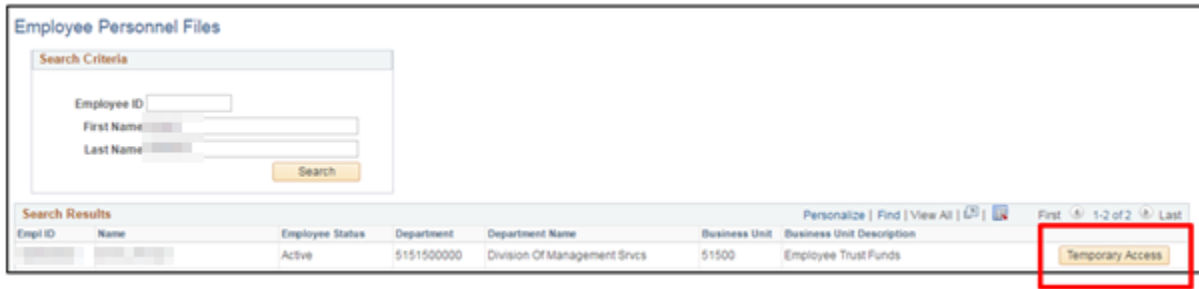 Employee Personnel Files
Search Criteria
Employee ID
First Name
Last Name
Search
Search Results Personalize | Find | View All | | First 1-2 of 2 Last
Empl ID Name Employee Status Department Department Name Business Unit Business Unit Description
Active 5151500000 Division Of Management Srvcs 51500 Employee Trust Funds Temporary Access